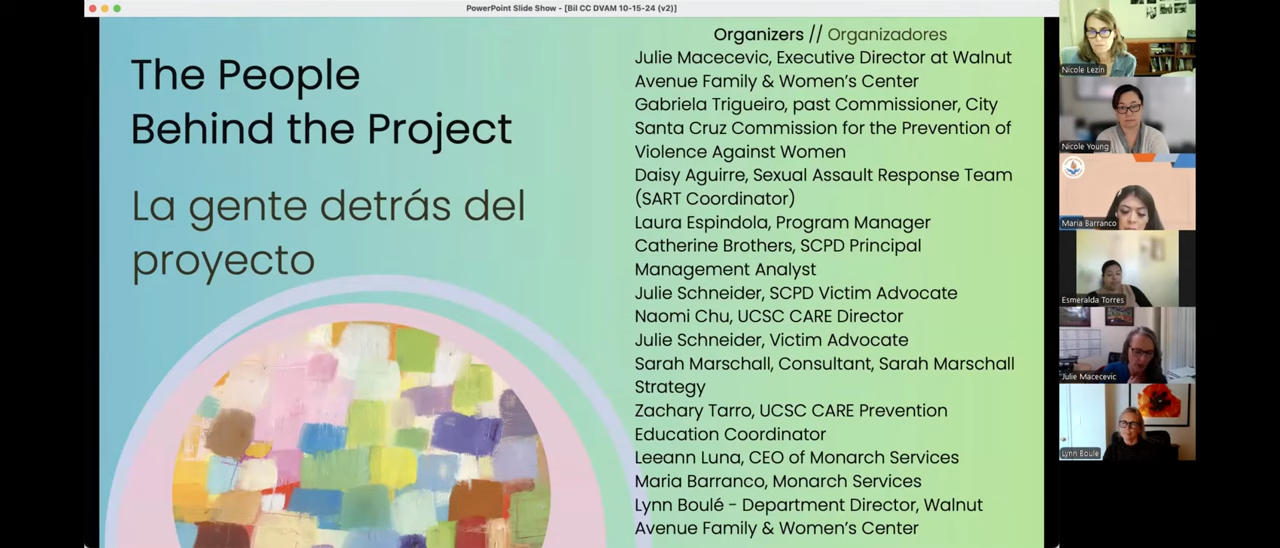 PowerPoint Slide Show - [Bil CC DVAM 10-15-24 (v2)]
The People
Behind the Project
La gente detrás del
proyecto
Organizers // Organizadores
Julie Macecevic, Executive Director at Walnut
Avenue Family & Women's Center
Gabriela Trigueiro, past Commissioner, City
Santa Cruz Commission for the Prevention of
Violence Against Women
Daisy Aguirre, Sexual Assault Response Team
(SART Coordinator)
Laura Espindola, Program Manager
Catherine Brothers, SCPD Principal
Management Analyst
Julie Schneider, SCPD Victim Advocate
Naomi Chu, UCSC CARE Director
Julie Schneider, Victim Advocate
Sarah Marschall, Consultant, Sarah Marschall
Strategy
Zachary Tarro, UCSC CARE Prevention
Education Coordinator
Leeann Luna, CEO of Monarch Services
Maria Barranco, Monarch Services
Lynn Boulé - Department Director, Walnut
Avenue Family & Women's Center
Nicole Lezin
Nicole Young
Maria Barranco
Esmeralda Torres
Julie Macecevic
Lynn Boule